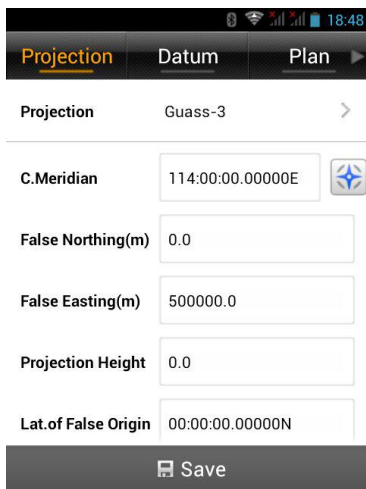 18:48
Projection Datum Plan
Projection Guass-3
C.Meridian 114:00:00.00000E
False Northing(m) 0.0
False Easting(m) 500000.0
Projection Height 0.0
Lat.of False Origin 00:00:00.00000N
Save